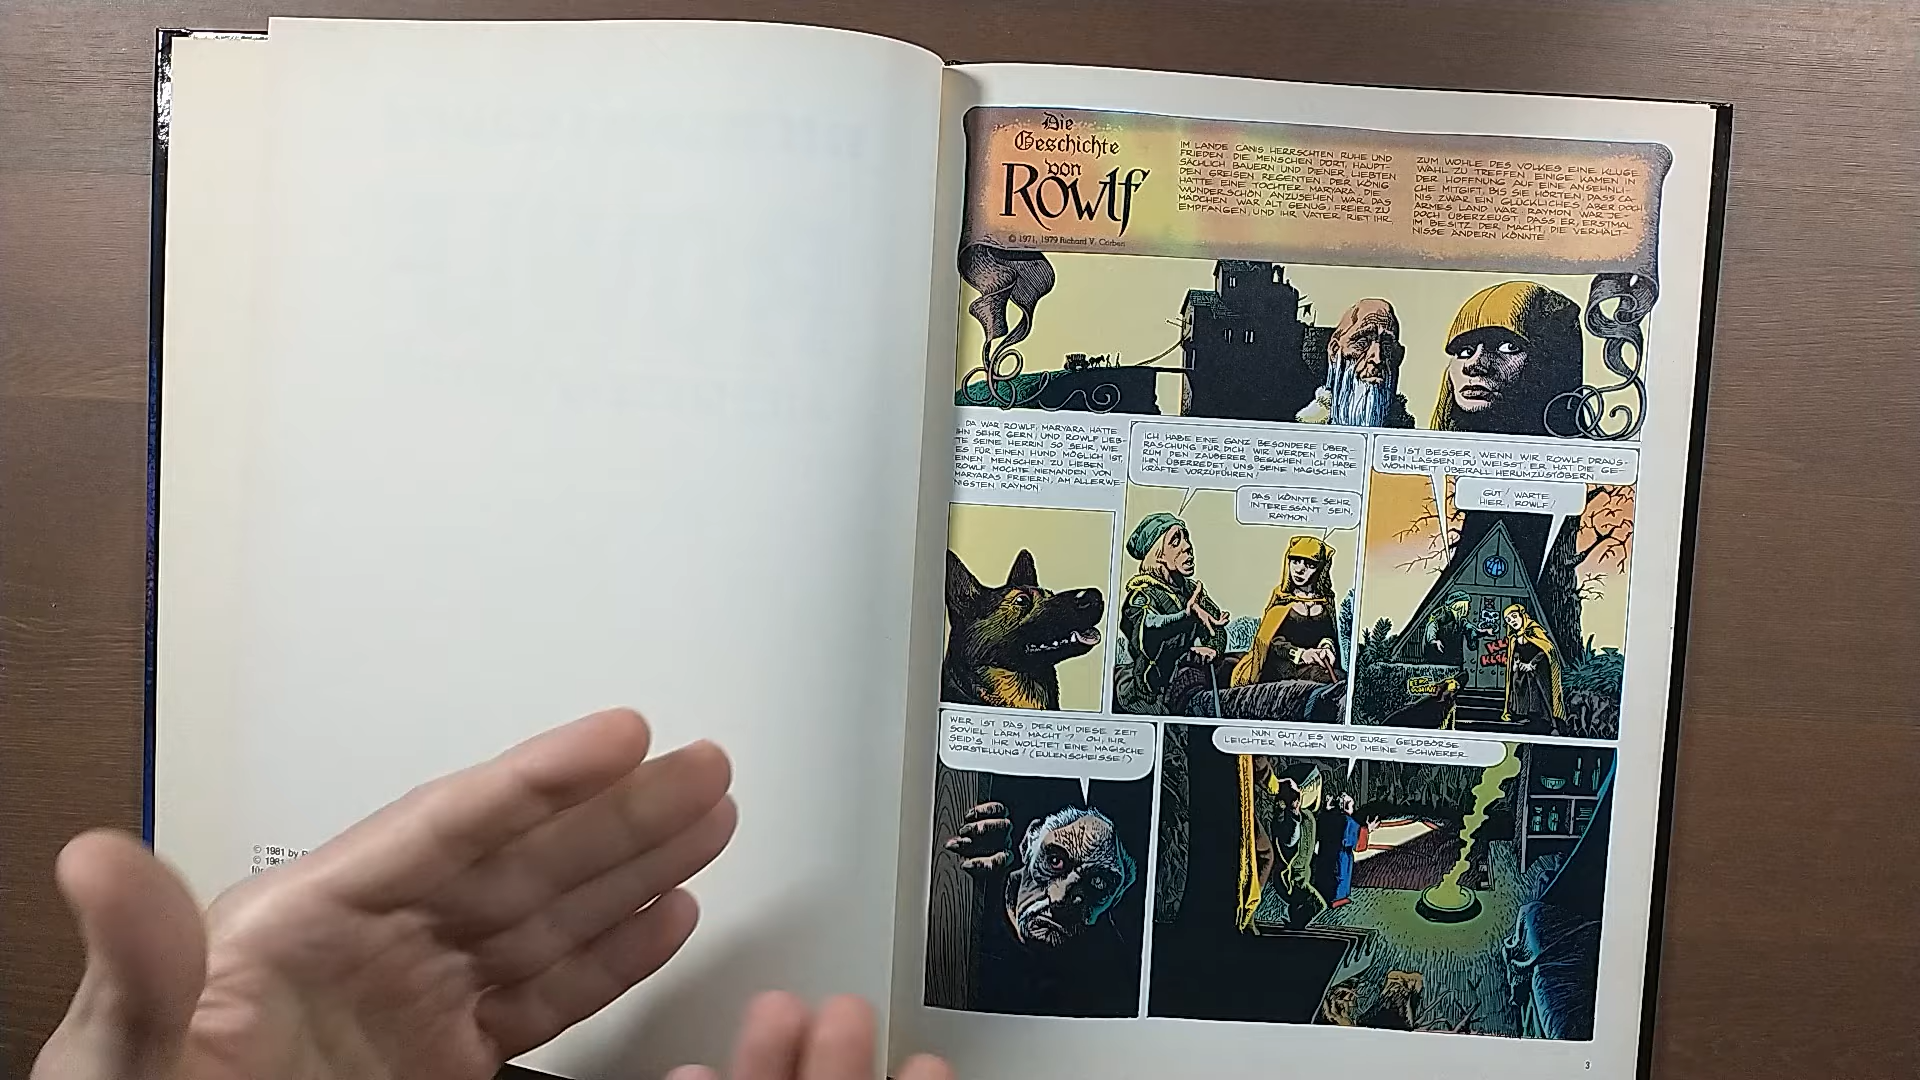 © 1981 by
© 1981
für
Die
Geschichte
von
Rowlf
© 1971, 1979 Richard V. Corben
IM LANDE CANIS HERRSCHTEN RUHE UND
FRIEDEN. DIE MENSCHEN DORT, HAUPT-
SÄCHLICH BAUERN UND DIENER, LIEBTEN
DEN GREISEN REGENTEN. DER KÖNIG
HATTE EINE TOCHTER, MARYARA, DIE
WUNDERSCHÖN ANZUSEHEN WAR. DAS
MÄDCHEN WAR ALT GENUG, FREIER ZU
EMPFANGEN, UND IHR VATER RIET IHR,
ZUM WOHLE DES VOLKES EINE KLUGE
WAHL ZU TREFFEN. EINIGE KAMEN IN
DER HOFFNUNG AUF EINE ANSEHNLI-
CHE MITGIFT, BIS SIE HÖRTEN, DASS CA-
NIS ZWAR EIN GLÜCKLICHES, ABER DOCH
ARMES LAND WAR. RAYMON WAR JE-
DOCH ÜBERZEUGT, DASS ER, ERSTMAL
IM BESITZ DER MACHT, DIE VERHÄLT-
NISSE ÄNDERN KÖNNTE.
DA WAR ROWLF, MARYARA HATTE
IHN SEHR GERN, UND ROWLF LIEB-
TE SEINE HERRIN SO SEHR, WIE
ES FÜR EINEN HUND MÖGLICH IST,
EINEN MENSCHEN ZU LIEBEN.
ROWLF MOCHTE NIEMANDEN VON
MARYARAS FREIERN, AM ALLERWE-
NIGSTEN RAYMON.
ICH HABE EINE GANZ BESONDERE ÜBER-
RASCHUNG FÜR DICH. WIR WERDEN SORT-
RÜM DEN ZAUBERER BESUCHEN. ICH HABE
IHN ÜBERREDET, UNS SEINE MAGISCHEN
KRÄFTE VORZUFÜHREN!
DAS KÖNNTE SEHR
INTERESSANT SEIN,
RAYMON.
ES IST BESSER, WENN WIR ROWLF DRAUS-
SEN LASSEN. DU WEISST, ER HAT DIE GE-
WOHNHEIT ÜBERALL HERUMZUSTÖBERN.
GUT! WARTE
HIER, ROWLF!
WER IST DAS, DER UM DIESE ZEIT
SOVIEL LÄRM MACHT? OH, IHR
SEID'S. IHR WOLLTET EINE MAGISCHE
VORSTELLUNG! (EULENSCHEISSE!)
NUN GUT! ES WIRD EURE GELDBÖRSE
LEICHTER MACHEN UND MEINE SCHWERER.
3